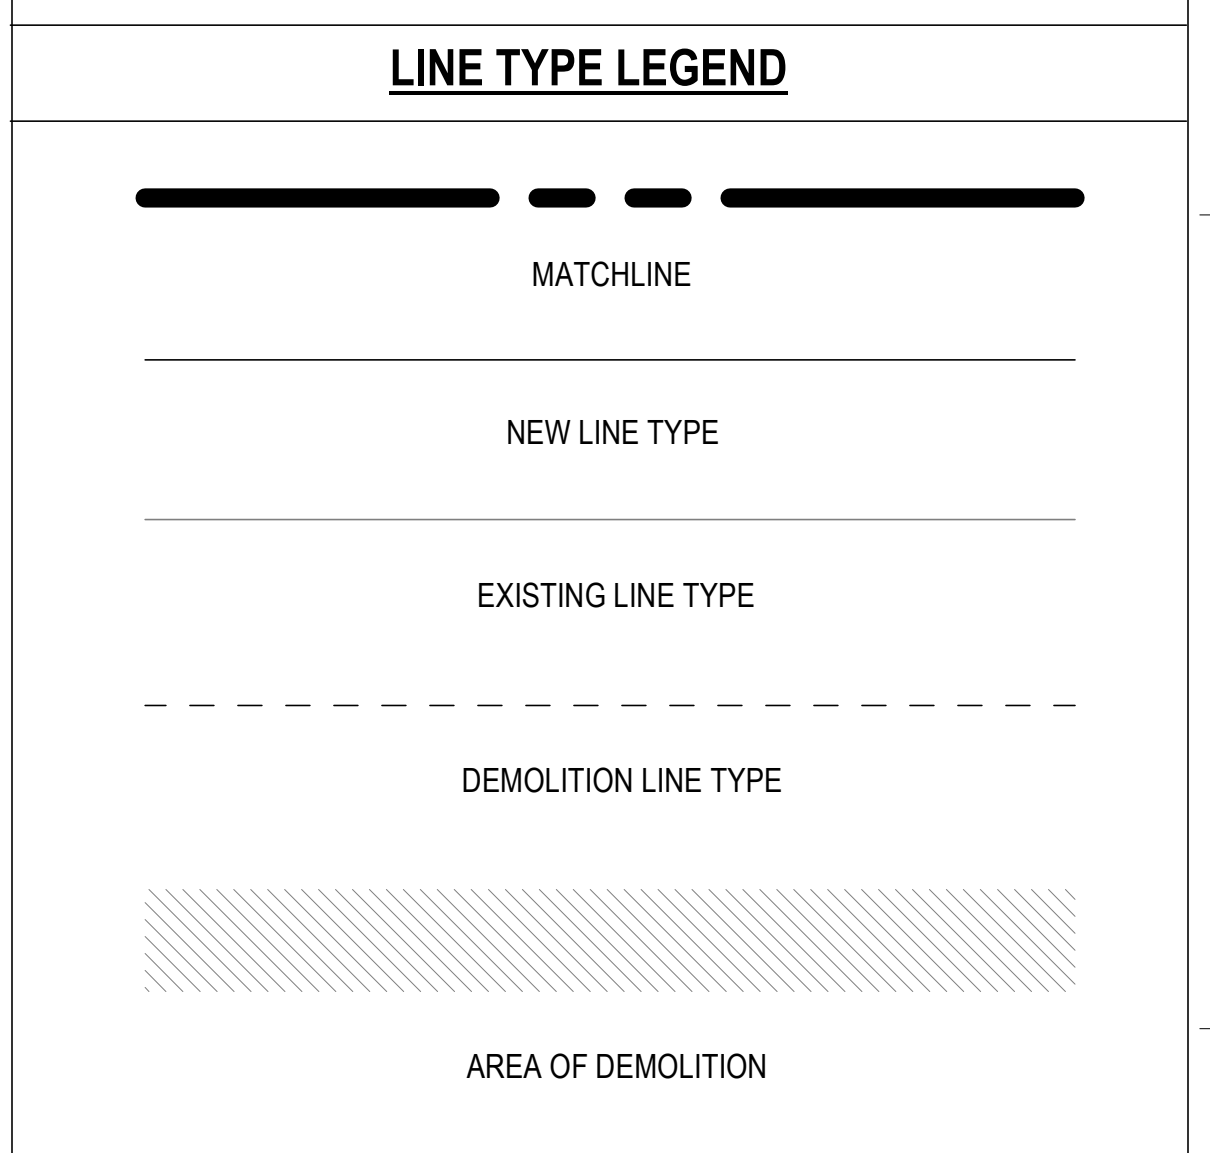 LINE TYPE LEGEND
MATCHLINE
NEW LINE TYPE
EXISTING LINE TYPE
DEMOLITION LINE TYPE
AREA OF DEMOLITION